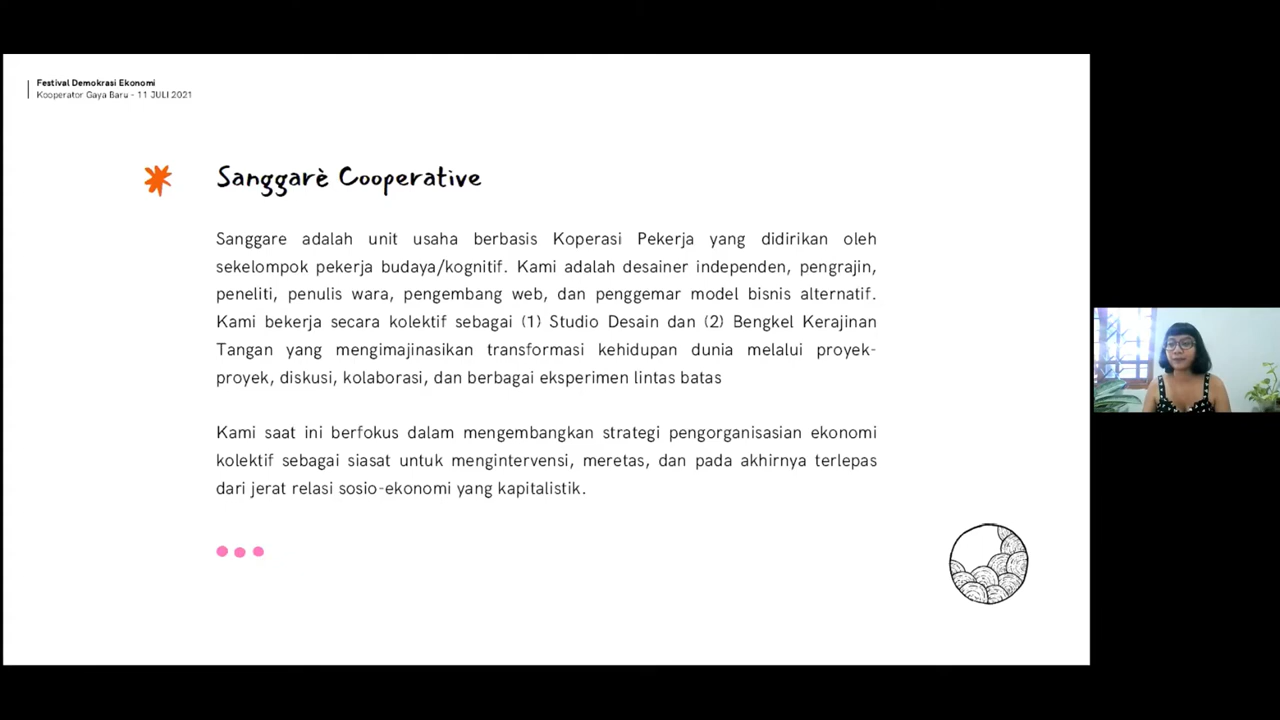 Festival Demokrasi Ekonomi
Kooperator Gaya Baru - 11 JULI 2021
Sanggarè Cooperative
Sanggare adalah unit usaha berbasis Koperasi Pekerja yang didirikan oleh
sekelompok pekerja budaya/kognitif. Kami adalah desainer independen, pengrajin,
peneliti, penulis wara, pengembang web, dan penggemar model bisnis alternatif.
Kami bekerja secara kolektif sebagai (1) Studio Desain dan (2) Bengkel Kerajinan
Tangan yang mengimajinasikan transformasi kehidupan dunia melalui proyek-
proyek, diskusi, kolaborasi, dan berbagai eksperimen lintas batas
Kami saat ini berfokus dalam mengembangkan strategi pengorganisasian ekonomi
kolektif sebagai siasat untuk mengintervensi, meretas, dan pada akhirnya terlepas
dari jerat relasi sosio-ekonomi yang kapitalistik.